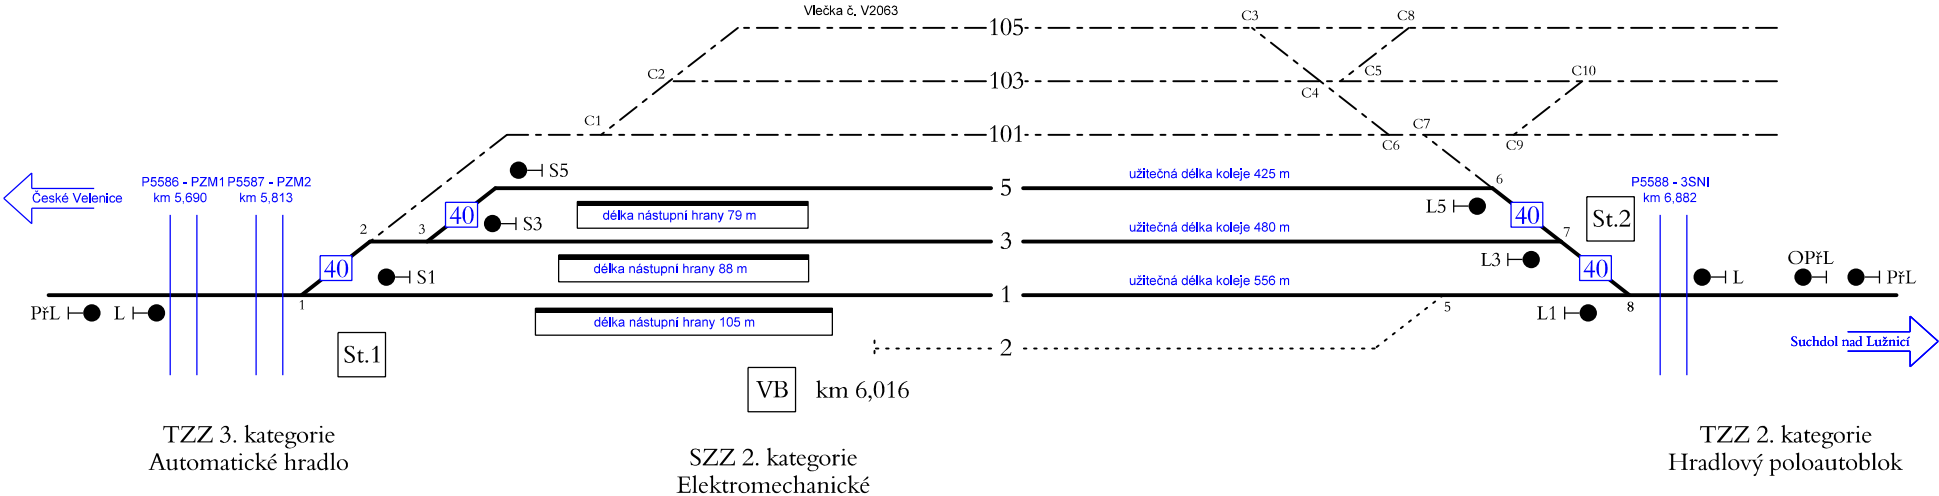 Vlečka č. V2063
105
C3
C8
C2
103
C5
C10
C4
C1
101
C7
C6
C9
České Velenice
P5586 - PZM1
km 5,690
P5587 - PZM2
km 5,813
S5
5
užitečná délka koleje 425 m
6
P5588 - 3SNI
km 6,882
40
délka nástupní hrany 79 m
L5
40
St.2
2
3
S3
3
užitečná délka koleje 480 m
7
40
délka nástupní hrany 88 m
L3
40
S1
L
OPřL
PřL
1
užitečná délka koleje 556 m
PřL
L
1
délka nástupní hrany 105 m
5
L1
8
St.1
2
Suchdol nad Lužnicí
VB
km 6,016
TZZ 3. kategorie
Automatické hradlo
SZZ 2. kategorie
Elektromechanické
TZZ 2. kategorie
Hradlový poloautoblok